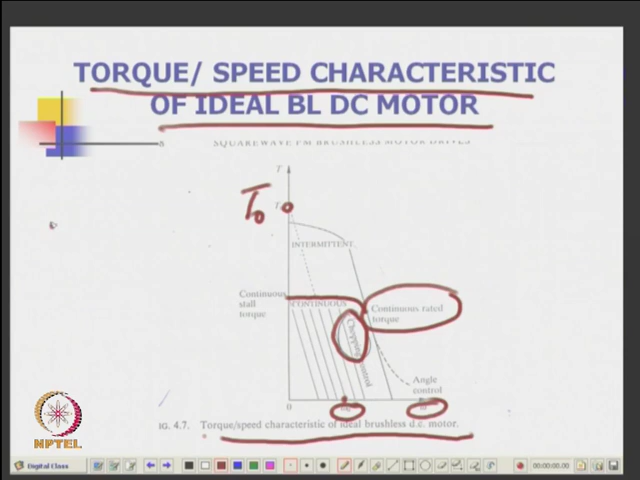 TORQUE/ SPEED CHARACTERISTIC
OF IDEAL BL DC MOTOR
SQUAREWAVE PM BRUSHLESS MOTOR DRIVES
T
T₀
INTERMITTENT
Continuous
stall
torque
CONTINUOUS
Continuous rated
torque
Chopping control
Angle
control
0
IG. 4.7. Torque/speed characteristic of ideal brushless d.c. motor.
NPTEL
Digital Class
00:00:00.00